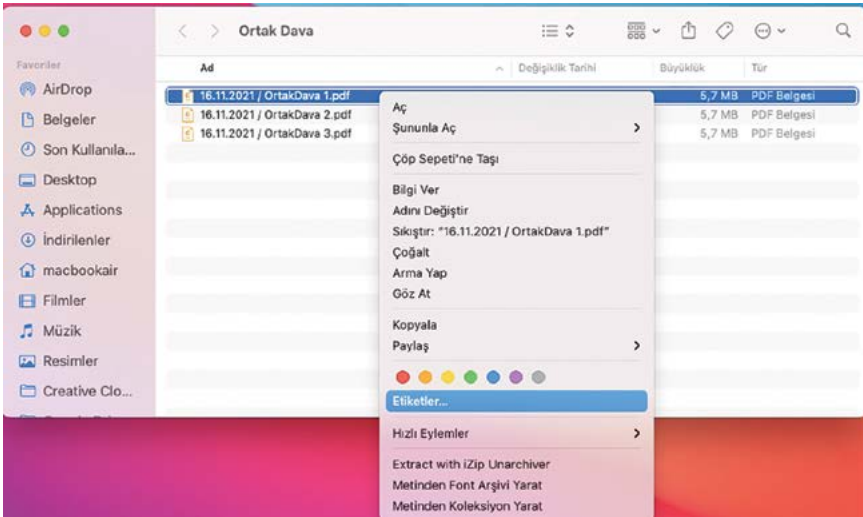 Ortak Dava
Favoriler
AirDrop
Belgeler
Son Kullanıla...
Desktop
Applications
İndirilenler
macbookair
Filmler
Müzik
Resimler
Creative Clo...
Ad Değişiklik Tarihi Büyüklük Tür
16.11.2021 / OrtakDava 1.pdf 5,7 MB PDF Belgesi
16.11.2021 / OrtakDava 2.pdf 5,7 MB PDF Belgesi
16.11.2021 / OrtakDava 3.pdf 5,7 MB PDF Belgesi
Aç
Şununla Aç
Çöp Sepeti'ne Taşı
Bilgi Ver
Adını Değiştir
Sıkıştır: "16.11.2021 / OrtakDava 1.pdf"
Çoğalt
Arma Yap
Göz At
Kopyala
Paylaş
Etiketler...
Hızlı Eylemler
Extract with iZip Unarchiver
Metinden Font Arşivi Yarat
Metinden Koleksiyon Yarat